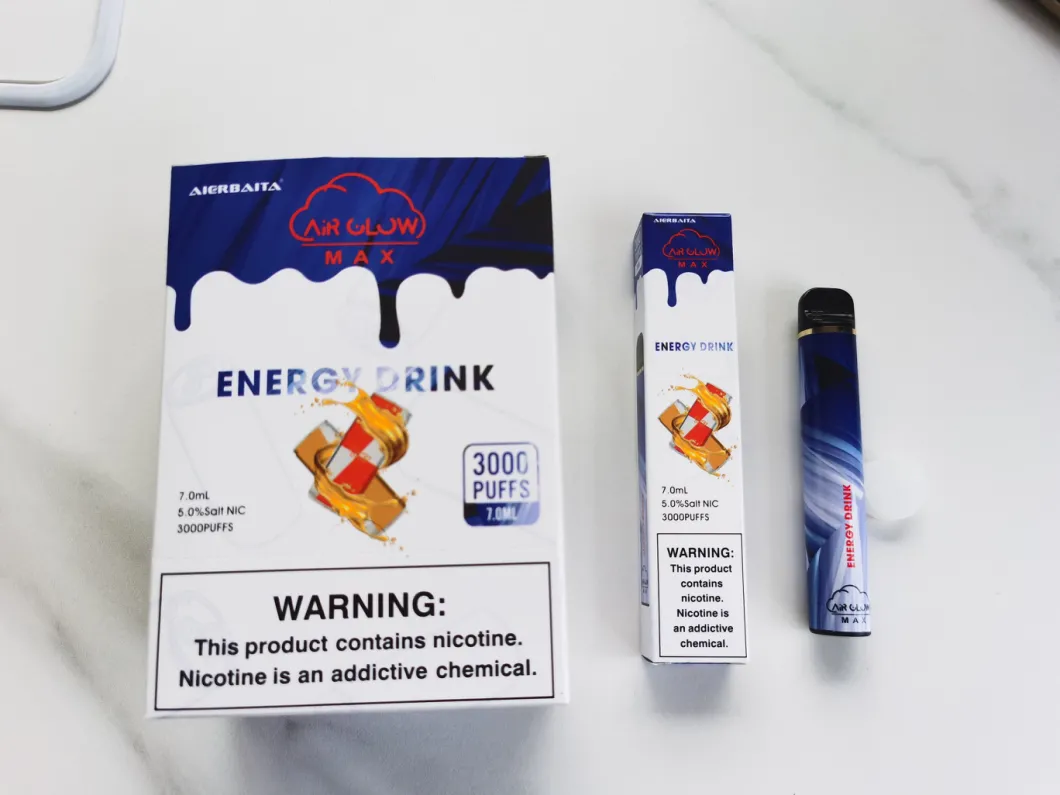 AIERBAITA
AiR GLOW
MAX
ENERGY DRINK
7.0mL
5.0%Salt NIC
3000PUFFS
3000
PUFFS
7.0ML
WARNING:
This product contains nicotine.
Nicotine is an addictive chemical.
AIERBAITA
AiR GLOW
MAX
ENERGY DRINK
7.0mL
5.0%Salt NIC
3000PUFFS
WARNING:
This product
contains
nicotine.
Nicotine is
an addictive
chemical.
ENERGY DRINK
AiR GLOW
MAX